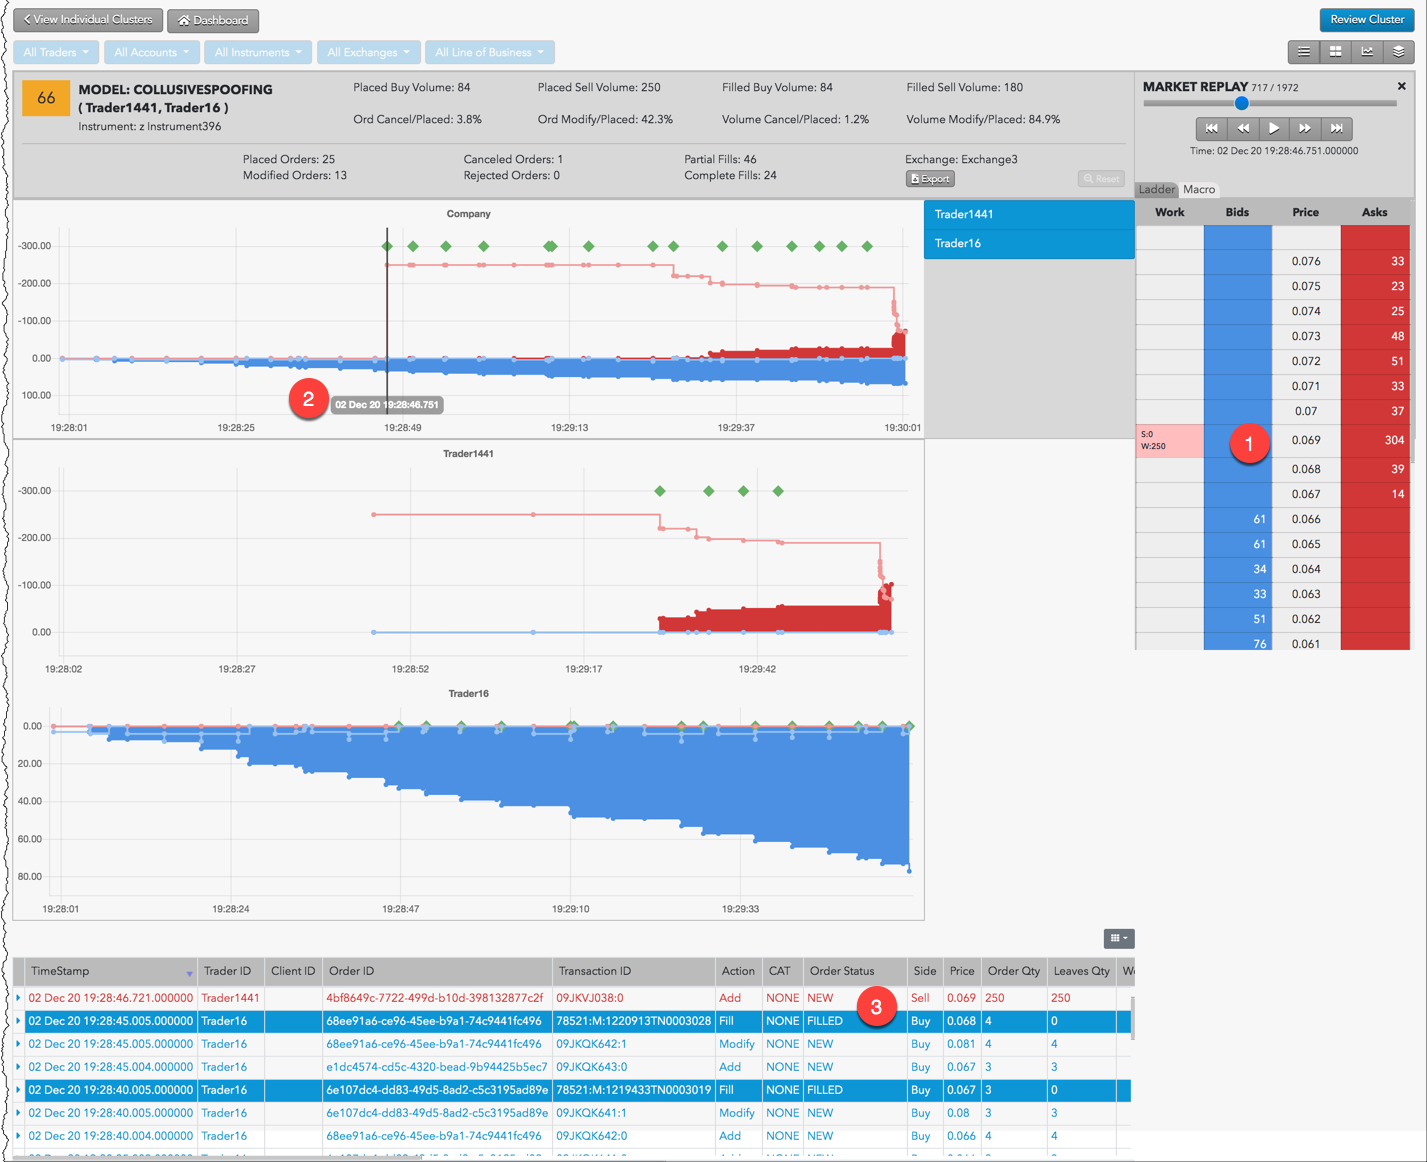 View Individual Clusters
Dashboard
Review Cluster
All Traders
All Accounts
All Instruments
All Exchanges
All Line of Business
66
MODEL: COLLUSIVESPOOFING
( Trader1441, Trader16 )
Instrument: z Instrument396
Placed Buy Volume: 84
Placed Sell Volume: 250
Filled Buy Volume: 84
Filled Sell Volume: 180
Ord Cancel/Placed: 3.8%
Ord Modify/Placed: 42.3%
Volume Cancel/Placed: 1.2%
Volume Modify/Placed: 84.9%
Placed Orders: 25
Canceled Orders: 1
Partial Fills: 46
Exchange: Exchange3
Modified Orders: 13
Rejected Orders: 0
Complete Fills: 24
Export
Reset
MARKET REPLAY 717 / 1972
Time: 02 Dec 20 19:28:46.751.000000
Ladder
Macro
Work Bids Price Asks
0.076 33
0.075 23
0.074 25
0.073 48
0.072 51
0.071 33
0.07 37
S:0
W:250
1
0.069 304
0.068 39
0.067 14
61 0.066
61 0.065
34 0.064
33 0.063
51 0.062
76 0.061
Company
Trader1441
Trader16
-300.00
-200.00
-100.00
0.00
100.00
2
02 Dec 20 19:28:46.751
19:28:01 19:28:25 19:28:49 19:29:13 19:29:37 19:30:01
Trader1441
-300.00
-200.00
-100.00
0.00
19:28:02 19:28:27 19:28:52 19:29:17 19:29:42
Trader16
0.00
20.00
40.00
60.00
80.00
19:28:01 19:28:24 19:28:47 19:29:10 19:29:33
TimeStamp Trader ID Client ID Order ID Transaction ID Action CAT Order Status Side Price Order Qty Leaves Qty
02 Dec 20 19:28:46.721.000000 Trader1441 4bf8649c-7722-499d-b10d-398132877c2f 09JKVJ038:0 Add NONE NEW Sell 0.069 250 250
3
02 Dec 20 19:28:45.005.000000 Trader16 68ee91a6-ce96-45ee-b9a1-74c9441fc496 78521:M:1220913TN0003028 Fill NONE FILLED Buy 0.068 4 0
02 Dec 20 19:28:45.005.000000 Trader16 68ee91a6-ce96-45ee-b9a1-74c9441fc496 09JKQK642:1 Modify NONE NEW Buy 0.081 4 4
02 Dec 20 19:28:45.004.000000 Trader16 e1dc4574-cd5c-4320-bead-9b94425b5ec7 09JKQK643:0 Add NONE NEW Buy 0.067 3 3
02 Dec 20 19:28:40.005.000000 Trader16 6e107dc4-dd83-49d5-8ad2-c5c3195ad89e 78521:M:1219433TN0003019 Fill NONE FILLED Buy 0.067 3 0
02 Dec 20 19:28:40.005.000000 Trader16 6e107dc4-dd83-49d5-8ad2-c5c3195ad89e 09JKQK641:1 Modify NONE NEW Buy 0.08 3 3
02 Dec 20 19:28:40.004.000000 Trader16 68ee91a6-ce96-45ee-b9a1-74c9441fc496 09JKQK642:0 Add NONE NEW Buy 0.066 4 4